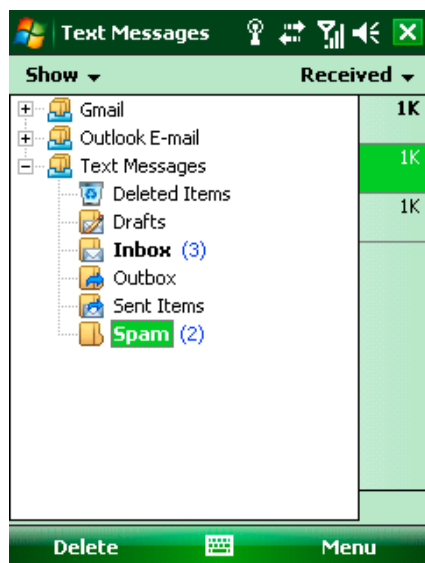 Text Messages
Show Received
Gmail 1K
Outlook E-mail
Text Messages 1K
Deleted Items
Drafts 1K
Inbox (3)
Outbox
Sent Items
Spam (2)
Delete Menu